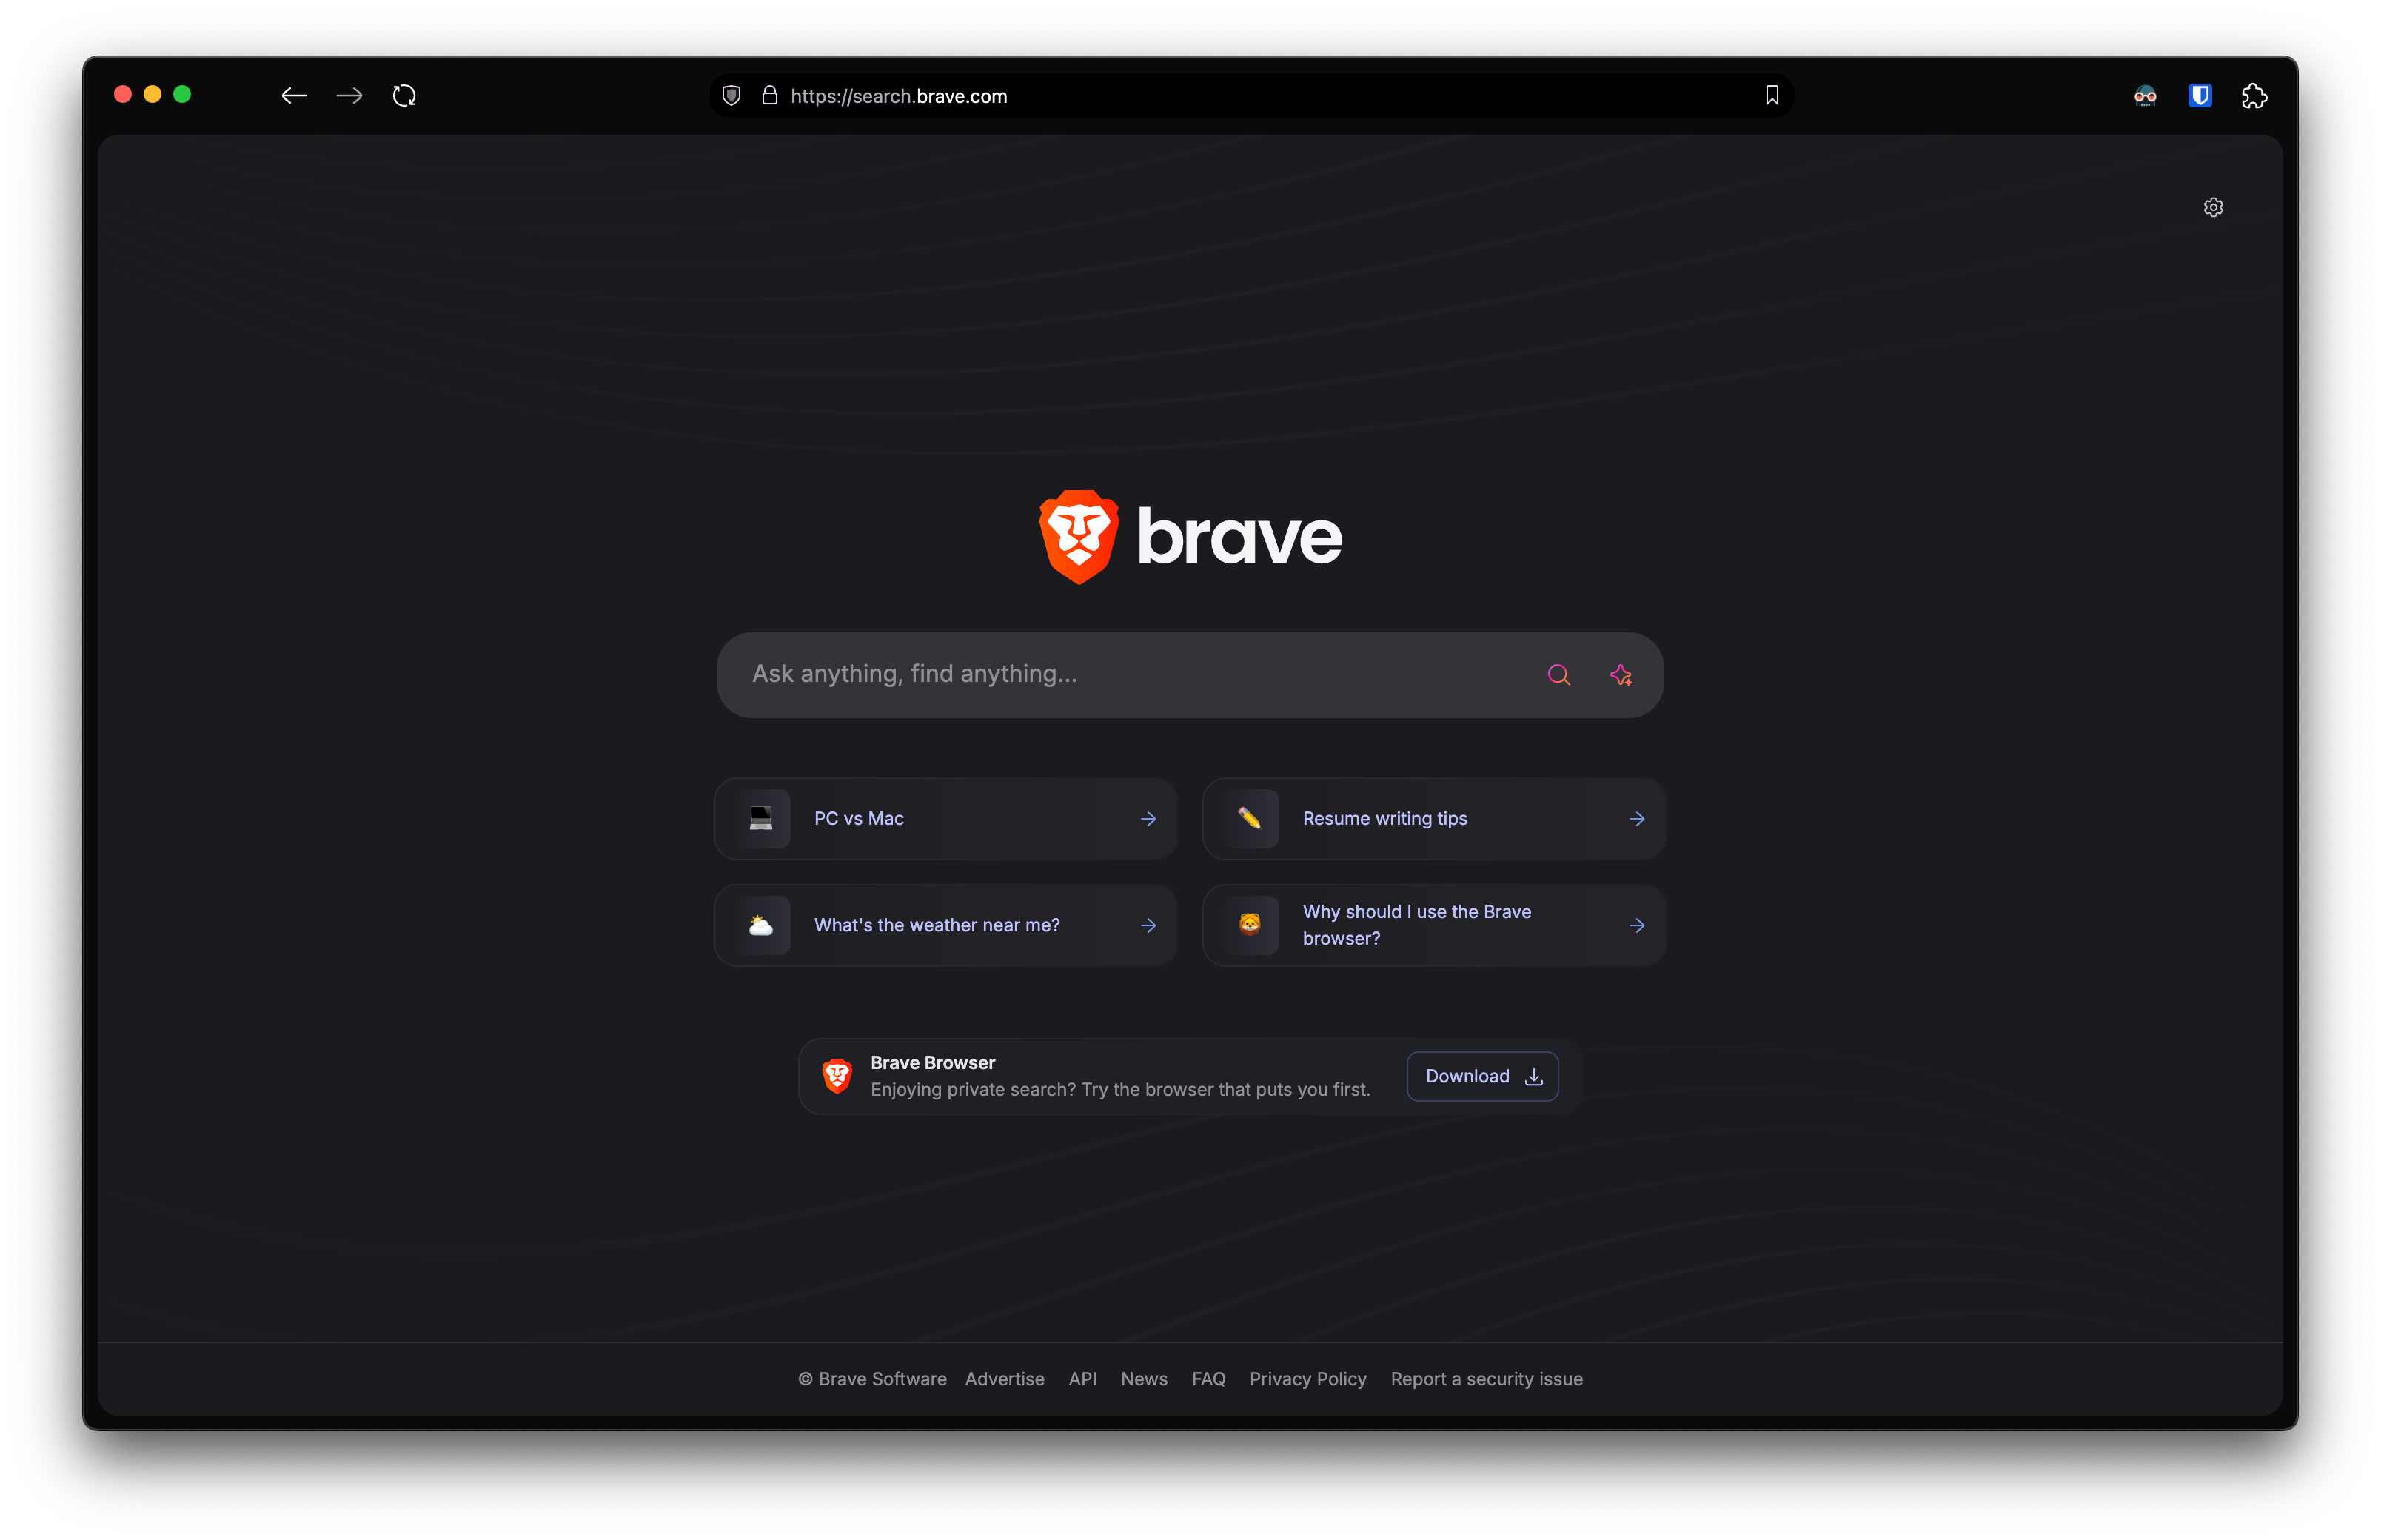 https://search.brave.com
brave
Ask anything, find anything...
PC vs Mac
Resume writing tips
What's the weather near me?
Why should I use the Brave
browser?
Brave Browser
Enjoying private search? Try the browser that puts you first.
Download
© Brave Software Advertise API News FAQ Privacy Policy Report a security issue